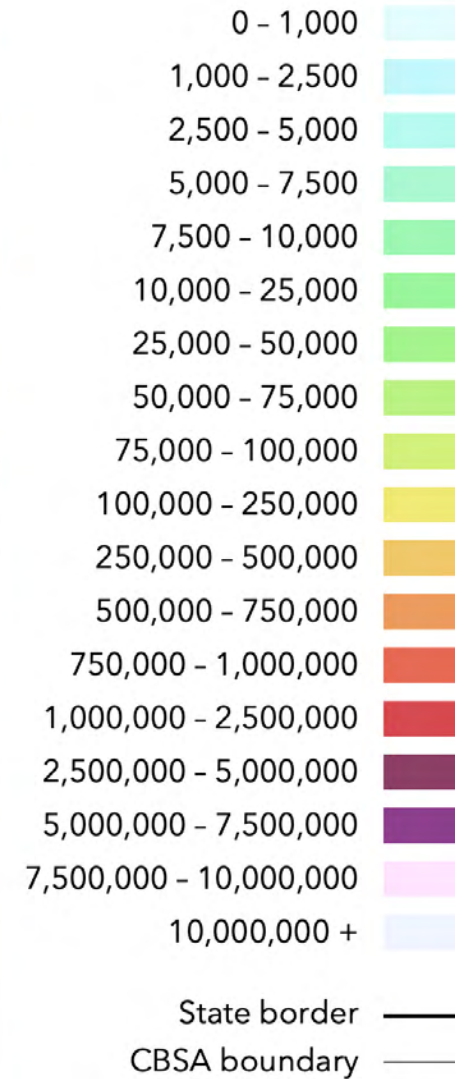 0 – 1,000
1,000 – 2,500
2,500 – 5,000
5,000 – 7,500
7,500 – 10,000
10,000 – 25,000
25,000 – 50,000
50,000 – 75,000
75,000 – 100,000
100,000 – 250,000
250,000 – 500,000
500,000 – 750,000
750,000 – 1,000,000
1,000,000 – 2,500,000
2,500,000 – 5,000,000
5,000,000 – 7,500,000
7,500,000 – 10,000,000
10,000,000 +
State border
CBSA boundary